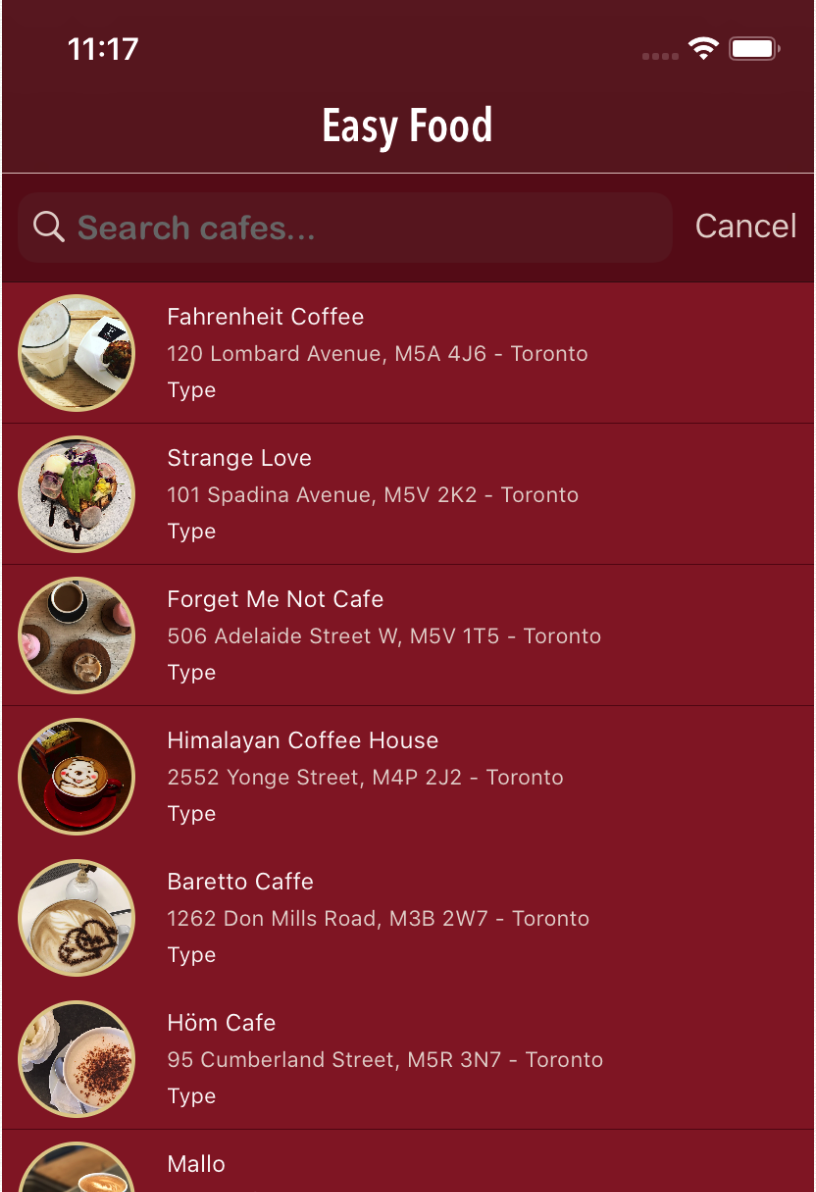 11:17
Easy Food
Search cafes...
Cancel
Fahrenheit Coffee
120 Lombard Avenue, M5A 4J6 - Toronto
Type
Strange Love
101 Spadina Avenue, M5V 2K2 - Toronto
Type
Forget Me Not Cafe
506 Adelaide Street W, M5V 1T5 - Toronto
Type
Himalayan Coffee House
2552 Yonge Street, M4P 2J2 - Toronto
Type
Baretto Caffe
1262 Don Mills Road, M3B 2W7 - Toronto
Type
Höm Cafe
95 Cumberland Street, M5R 3N7 - Toronto
Type
Mallo